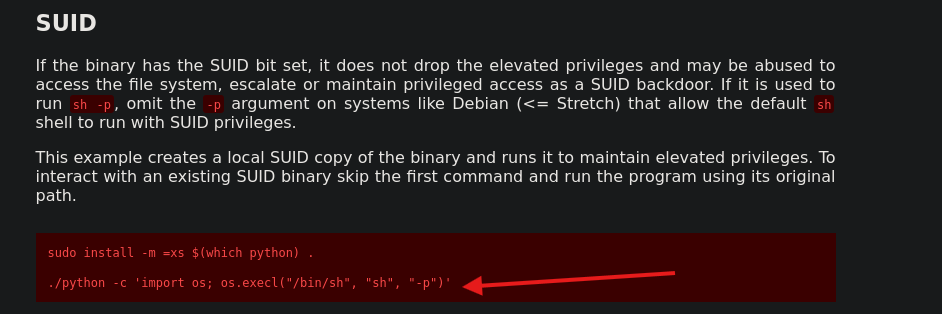 SUID
If the binary has the SUID bit set, it does not drop the elevated privileges and may be abused to
access the file system, escalate or maintain privileged access as a SUID backdoor. If it is used to
run sh -p, omit the -p argument on systems like Debian (<= Stretch) that allow the default sh
shell to run with SUID privileges.
This example creates a local SUID copy of the binary and runs it to maintain elevated privileges. To
interact with an existing SUID binary skip the first command and run the program using its original
path.
sudo install -m =xs $(which python) .
./python -c 'import os; os.execl("/bin/sh", "sh", "-p")'